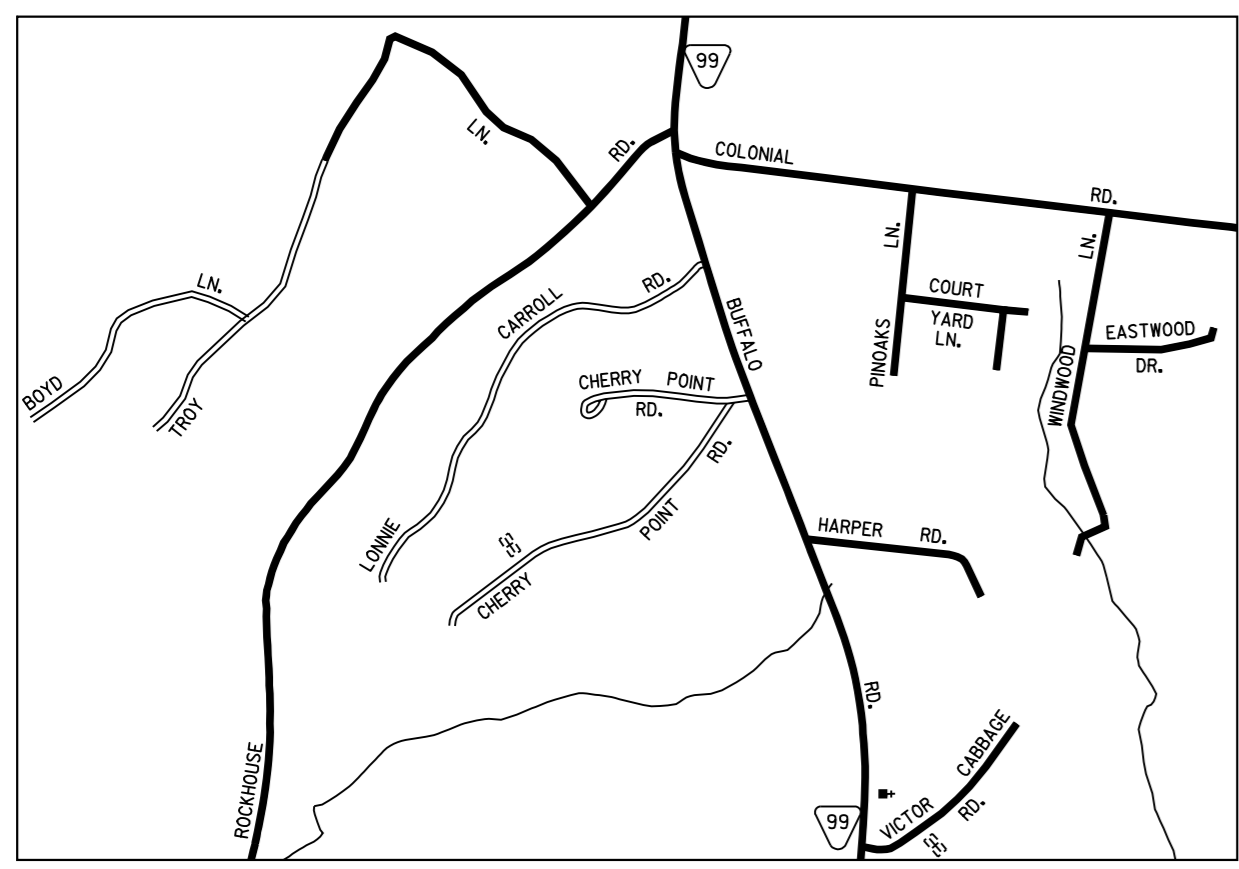 99
LN.
RD.
COLONIAL
RD.
LN.
LN.
LN.
CARROLL
RD.
COURT
YARD
LN.
BUFFALO
EASTWOOD
DR.
PINOAKS
WINDWOOD
CHERRY POINT
RD.
BOYD
TROY
RD.
POINT
LONNIE
CHERRY
HARPER RD.
RD.
CABBAGE
ROCKHOUSE
99
VICTOR
RD.